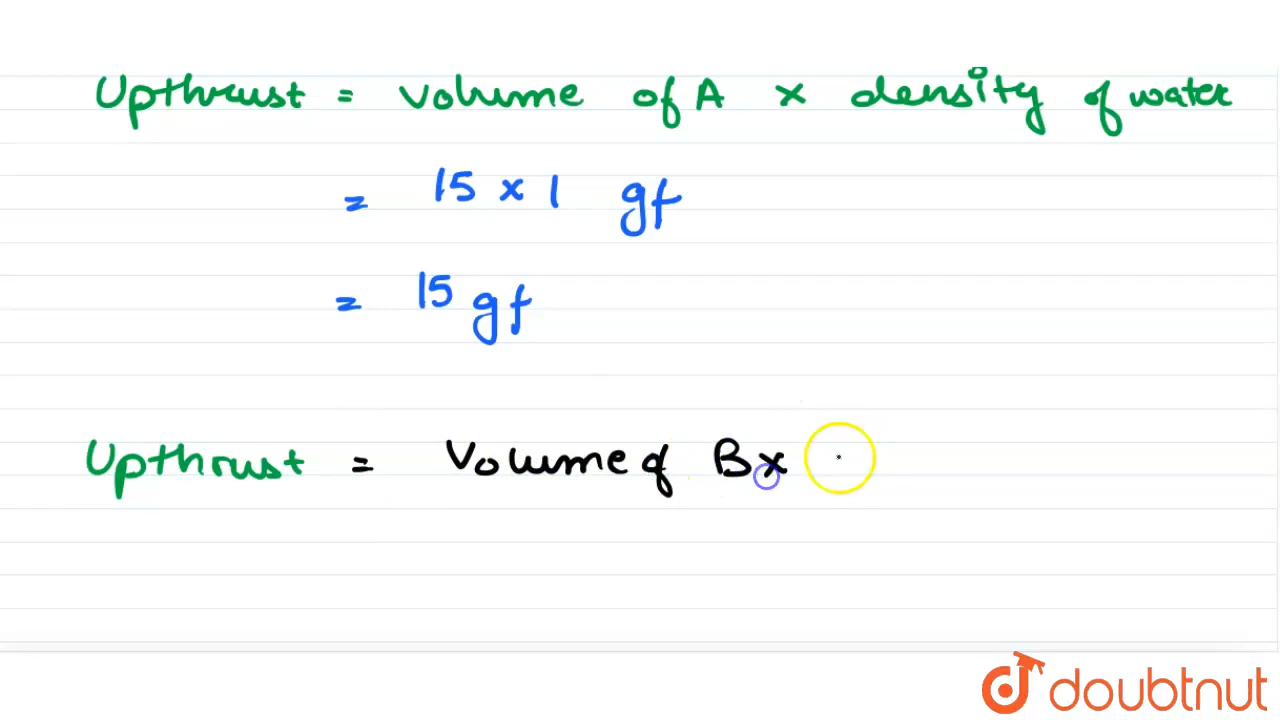 Upthrust = Volume of A x density of water
= 15 x 1 gf
= 15 gf
Upthrust = Volume of B x
doubtnut